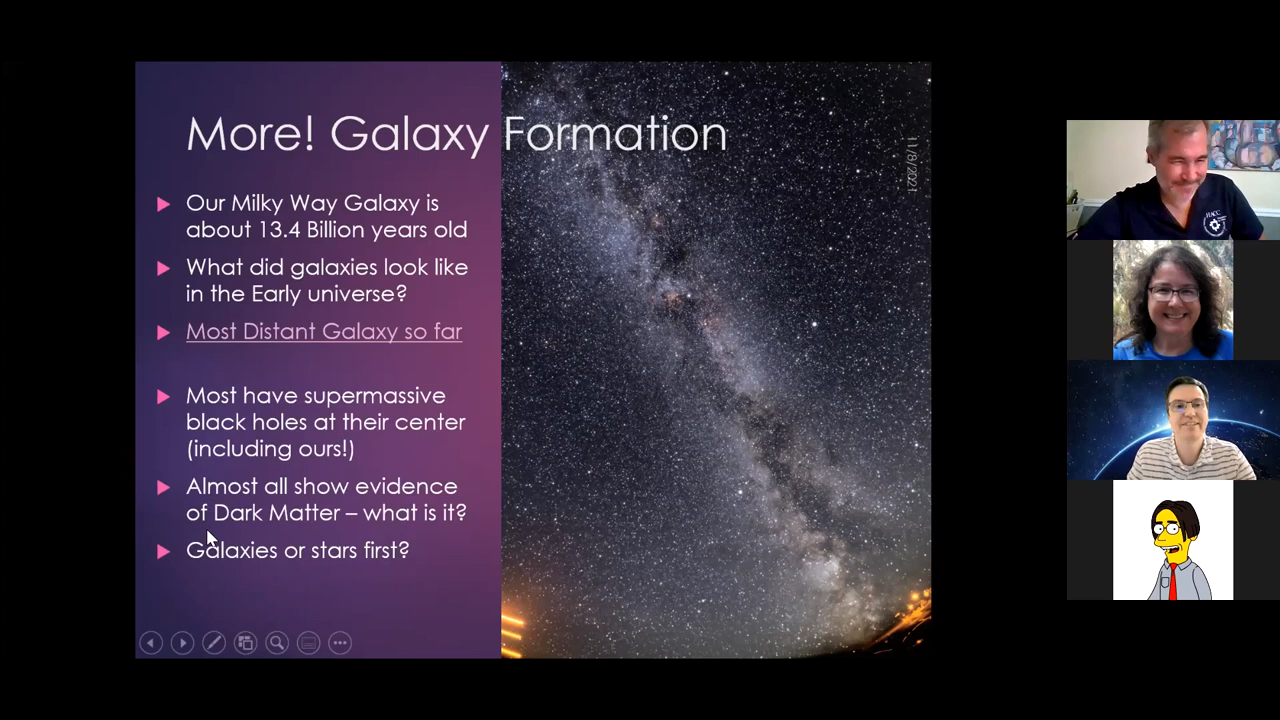 More! Galaxy Formation
11/8/2021
Our Milky Way Galaxy is
about 13.4 Billion years old
What did galaxies look like
in the Early universe?
Most Distant Galaxy so far
Most have supermassive
black holes at their center
(including ours!)
Almost all show evidence
of Dark Matter – what is it?
Galaxies or stars first?
HACC